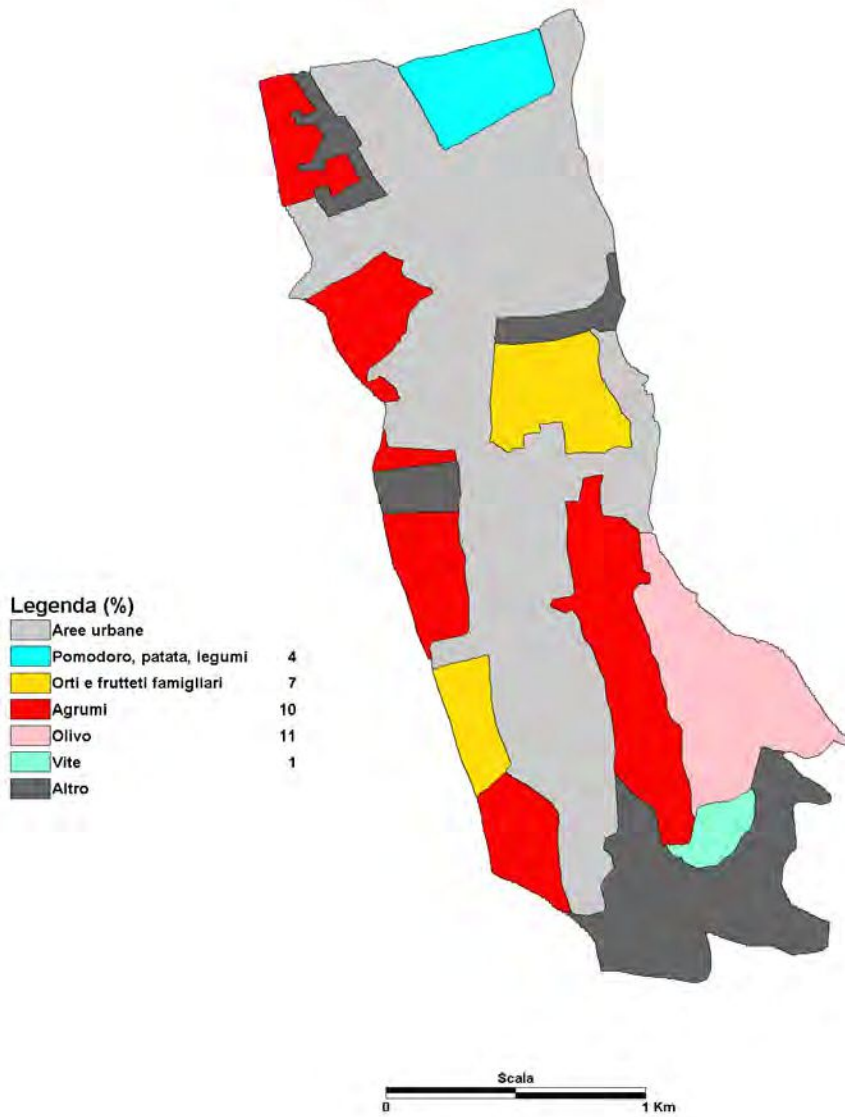 Legenda (%)
Aree urbane
Pomodoro, patata, legumi 4
Orti e frutteti famigliari 7
Agrumi 10
Olivo 11
Vite 1
Altro
Scala
0 1 Km